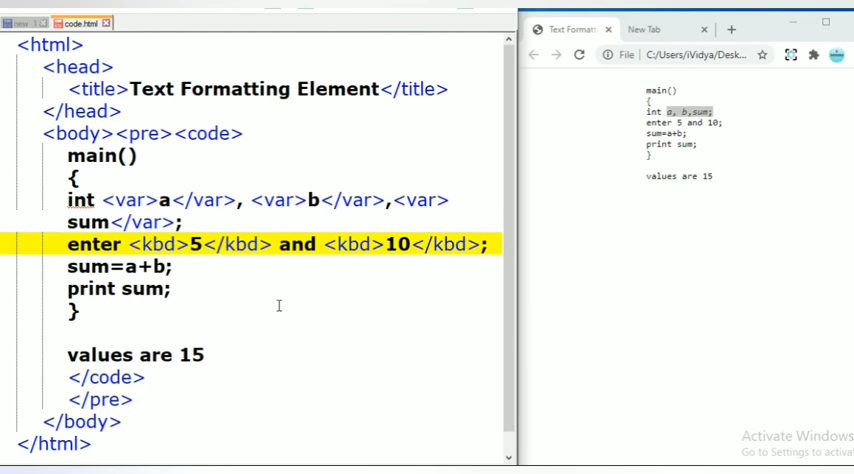 new 1
code.html
<html>
<head>
<title>Text Formatting Element</title>
</head>
<body><pre><code>
main()
{
int <var>a</var>, <var>b</var>,<var>
sum</var>;
enter <kbd>5</kbd> and <kbd>10</kbd>;
sum=a+b;
print sum;
}
values are 15
</code>
</pre>
</body>
</html>
Text Formatt
New Tab
File
C:/Users/iVidya/Desk...
main()
{
int a, b,sum;
enter 5 and 10;
sum=a+b;
print sum;
}
values are 15
Activate Windows
Go to Settings to activa